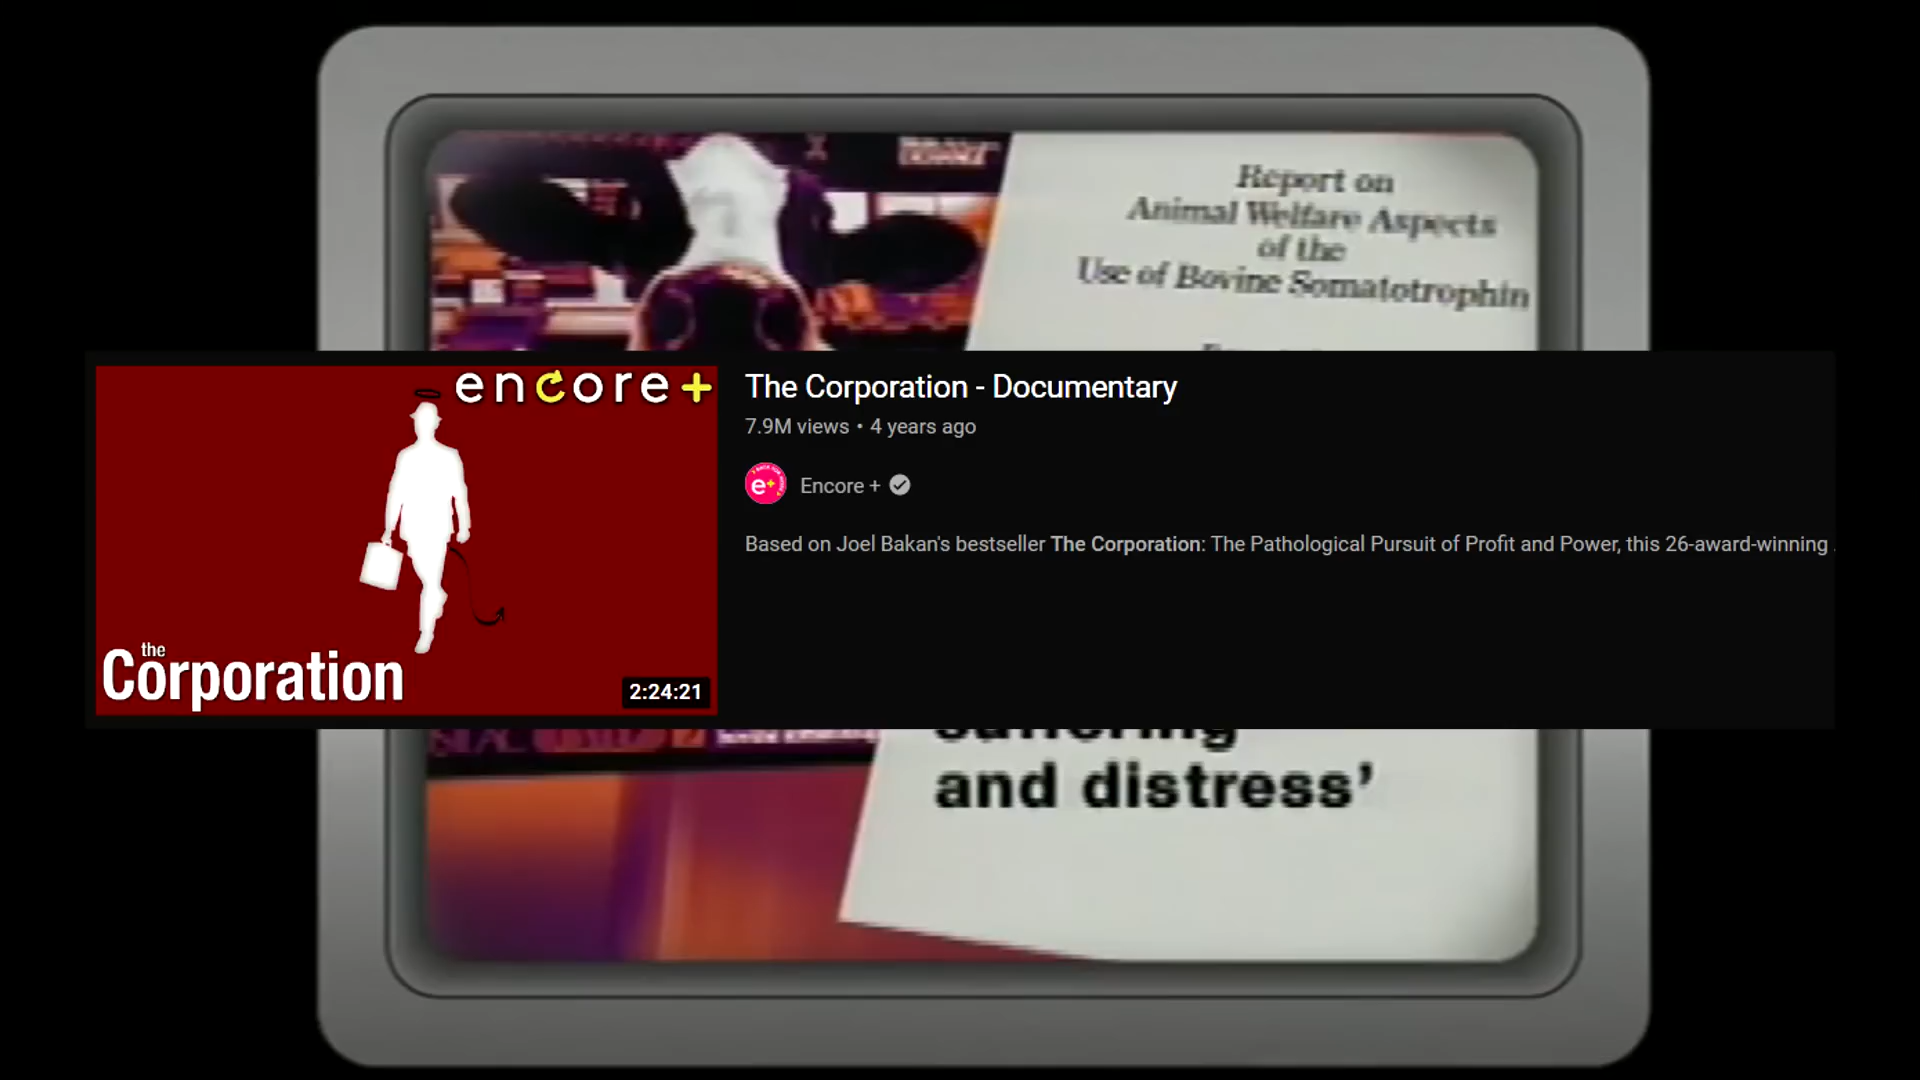 Report on
Animal Welfare Aspects
of the
Use of Bovine Somatotrophin
encore+
the
Corporation
2:24:21
The Corporation - Documentary
7.9M views • 4 years ago
e+
Encore +
Based on Joel Bakan's bestseller The Corporation: The Pathological Pursuit of Profit and Power, this 26-award-winning
suffering
and distress’